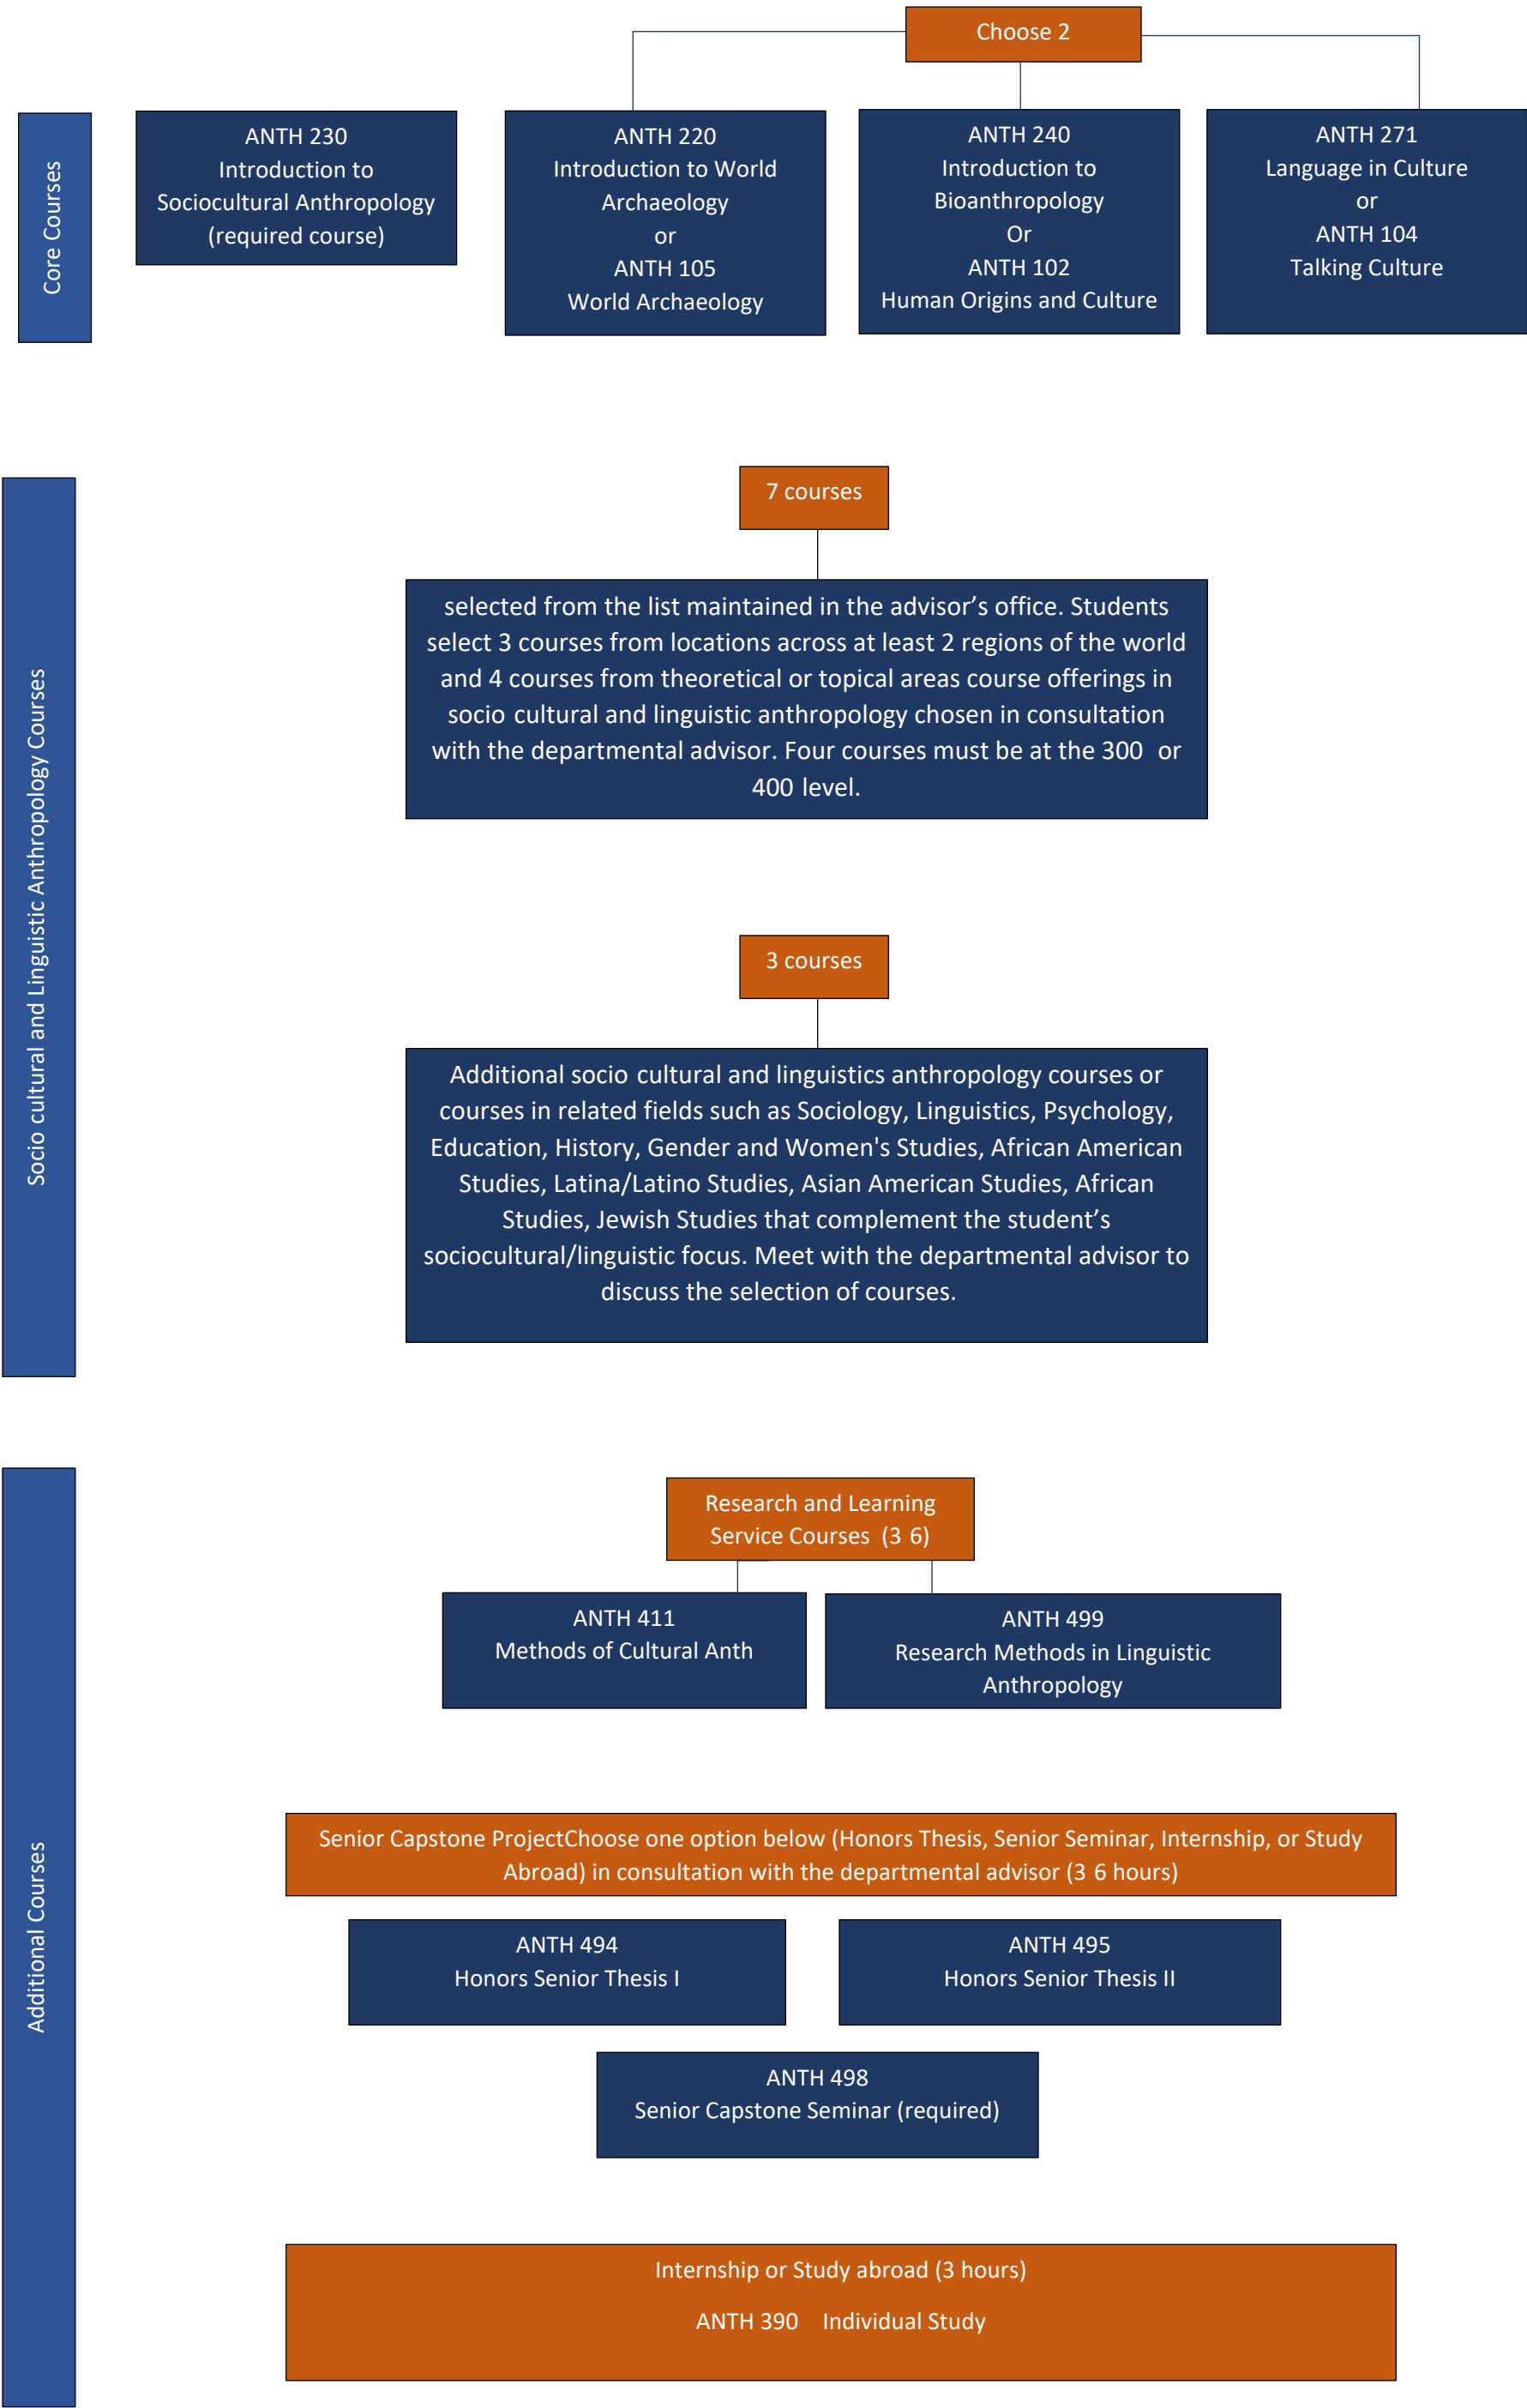 Choose 2
Core Courses
ANTH 230
Introduction to
Sociocultural Anthropology
(required course)
ANTH 220
Introduction to World
Archaeology
or
ANTH 105
World Archaeology
ANTH 240
Introduction to
Bioanthropology
Or
ANTH 102
Human Origins and Culture
ANTH 271
Language in Culture
or
ANTH 104
Talking Culture
Socio cultural and Linguistic Anthropology Courses
7 courses
selected from the list maintained in the advisor’s office. Students
select 3 courses from locations across at least 2 regions of the world
and 4 courses from theoretical or topical areas course offerings in
socio cultural and linguistic anthropology chosen in consultation
with the departmental advisor. Four courses must be at the 300 or
400 level.
3 courses
Additional socio cultural and linguistics anthropology courses or
courses in related fields such as Sociology, Linguistics, Psychology,
Education, History, Gender and Women's Studies, African American
Studies, Latina/Latino Studies, Asian American Studies, African
Studies, Jewish Studies that complement the student’s
sociocultural/linguistic focus. Meet with the departmental advisor to
discuss the selection of courses.
Additional Courses
Research and Learning
Service Courses (3 6)
ANTH 411
Methods of Cultural Anth
ANTH 499
Research Methods in Linguistic
Anthropology
Senior Capstone ProjectChoose one option below (Honors Thesis, Senior Seminar, Internship, or Study
Abroad) in consultation with the departmental advisor (3 6 hours)
ANTH 494
Honors Senior Thesis I
ANTH 495
Honors Senior Thesis II
ANTH 498
Senior Capstone Seminar (required)
Internship or Study abroad (3 hours)
ANTH 390 Individual Study